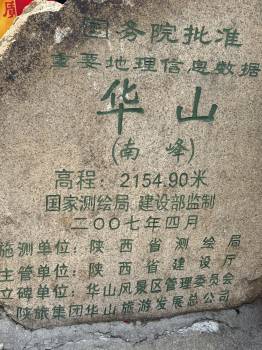 国务院批准
重要地理信息数据
华山
(南峰)
高程：2154.90米
国家测绘局 建设部监制
二〇〇七年四月
施测单位：陕西省测绘局
主管单位：陕西省建设厅
立碑单位：华山风景区管理委员会
陕旅集团华山旅游发展总公司